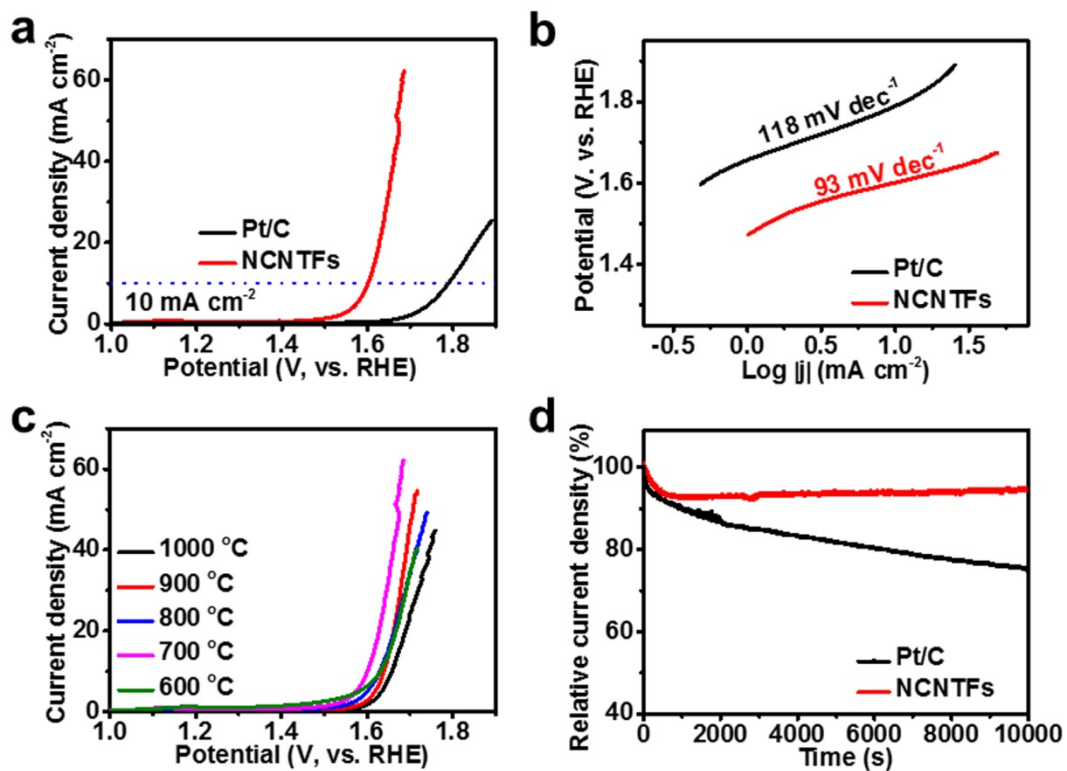 a
Current density (mA cm⁻²)
60
40
20
0
Pt/C
NCNTFs
10 mA cm⁻²
1.0 1.2 1.4 1.6 1.8
Potential (V, vs. RHE)
b
Potential (V. vs. RHE)
1.8
1.6
1.4
118 mV dec⁻¹
93 mV dec⁻¹
Pt/C
NCNTFs
-0.5 0.0 0.5 1.0 1.5
Log |j| (mA cm⁻²)
c
Current density (mA cm⁻²)
60
40
20
0
1000 °C
900 °C
800 °C
700 °C
600 °C
1.0 1.2 1.4 1.6 1.8
Potential (V, vs. RHE)
d
Relative current density (%)
100
80
60
40
Pt/C
NCNTFs
0 2000 4000 6000 8000 10000
Time (s)